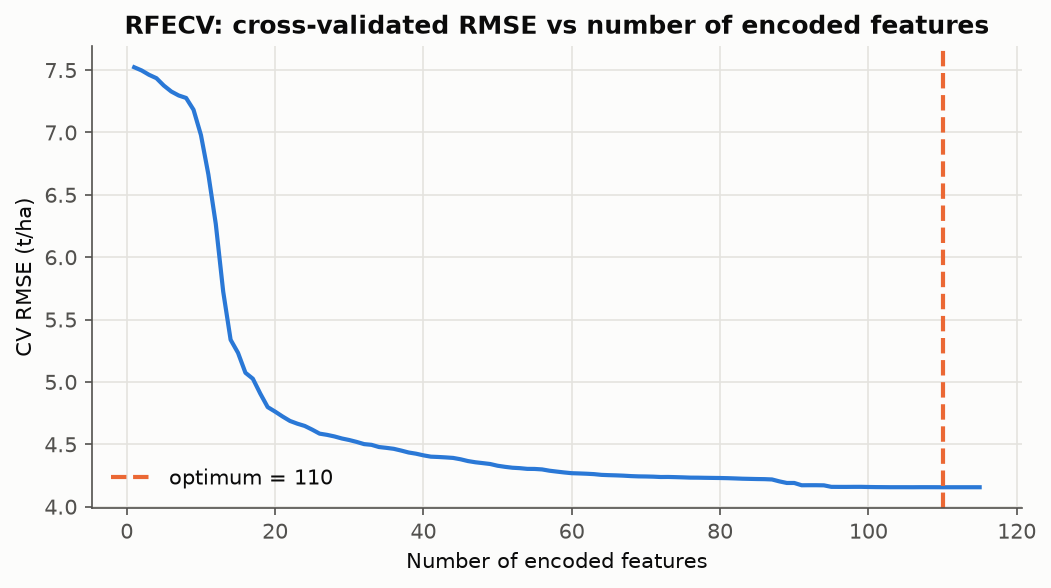 RFECV: cross-validated RMSE vs number of encoded features
CV RMSE (t/ha)
7.5
7.0
6.5
6.0
5.5
5.0
4.5
4.0
optimum = 110
0 20 40 60 80 100 120
Number of encoded features